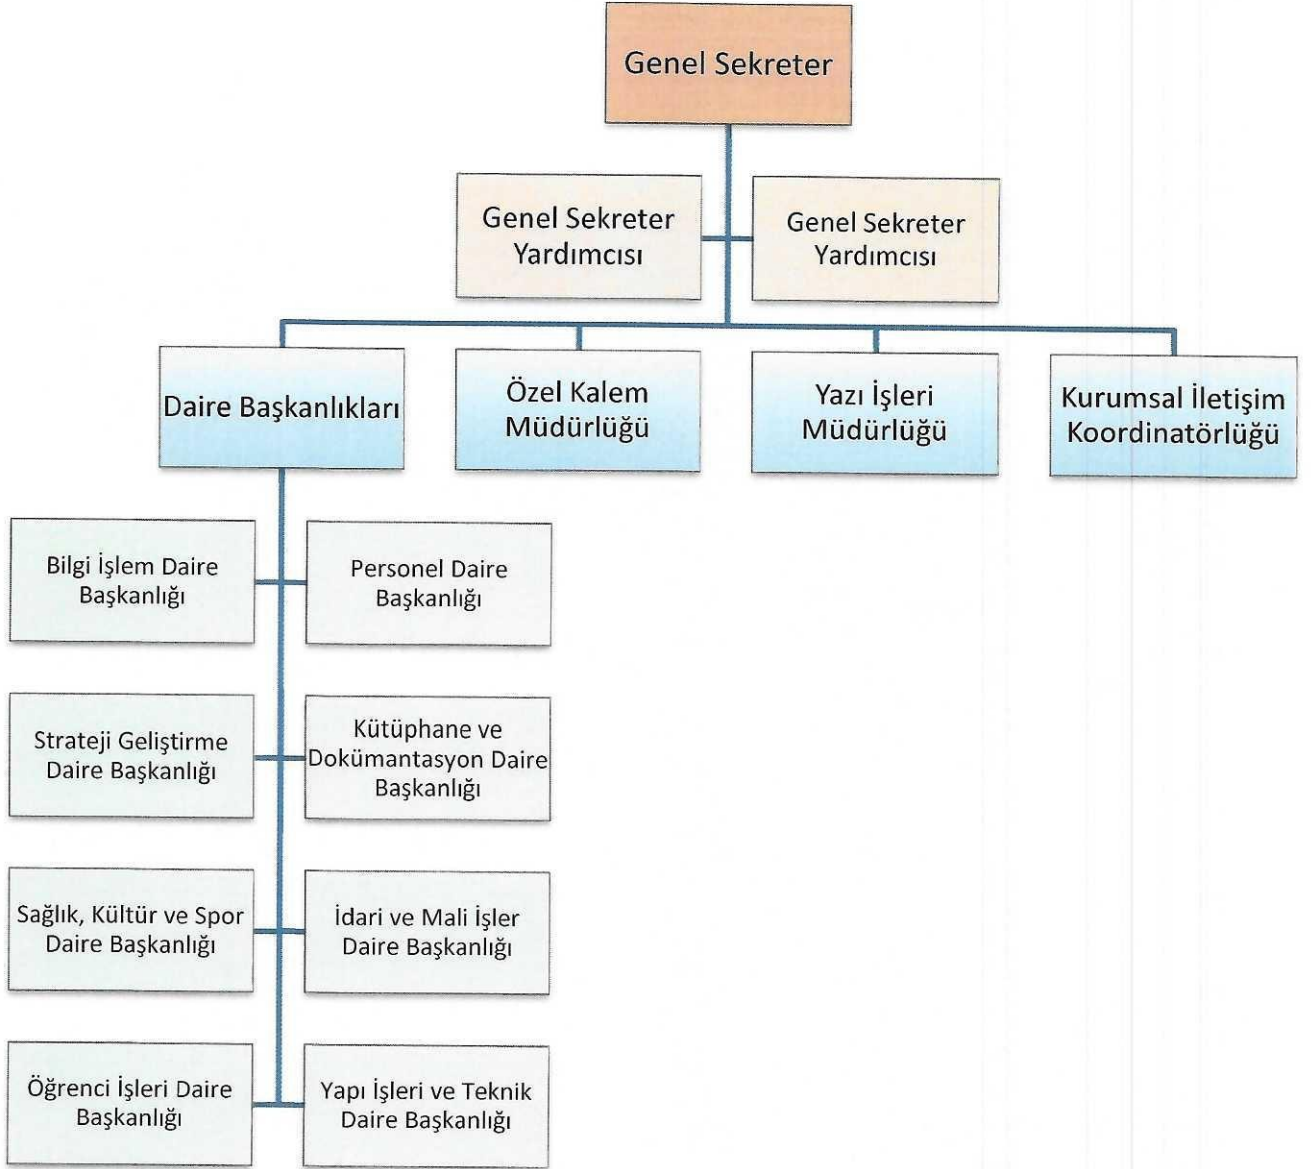 Genel Sekreter
Genel Sekreter
Yardımcısı
Genel Sekreter
Yardımcısı
Daire Başkanlıkları
Özel Kalem
Müdürlüğü
Yazı İşleri
Müdürlüğü
Kurumsal İletişim
Koordinatörlüğü
Bilgi İşlem Daire
Başkanlığı
Personel Daire
Başkanlığı
Strateji Geliştirme
Daire Başkanlığı
Kütüphane ve
Dokümantasyon Daire
Başkanlığı
Sağlık, Kültür ve Spor
Daire Başkanlığı
İdari ve Mali İşler
Daire Başkanlığı
Öğrenci İşleri Daire
Başkanlığı
Yapı İşleri ve Teknik
Daire Başkanlığı